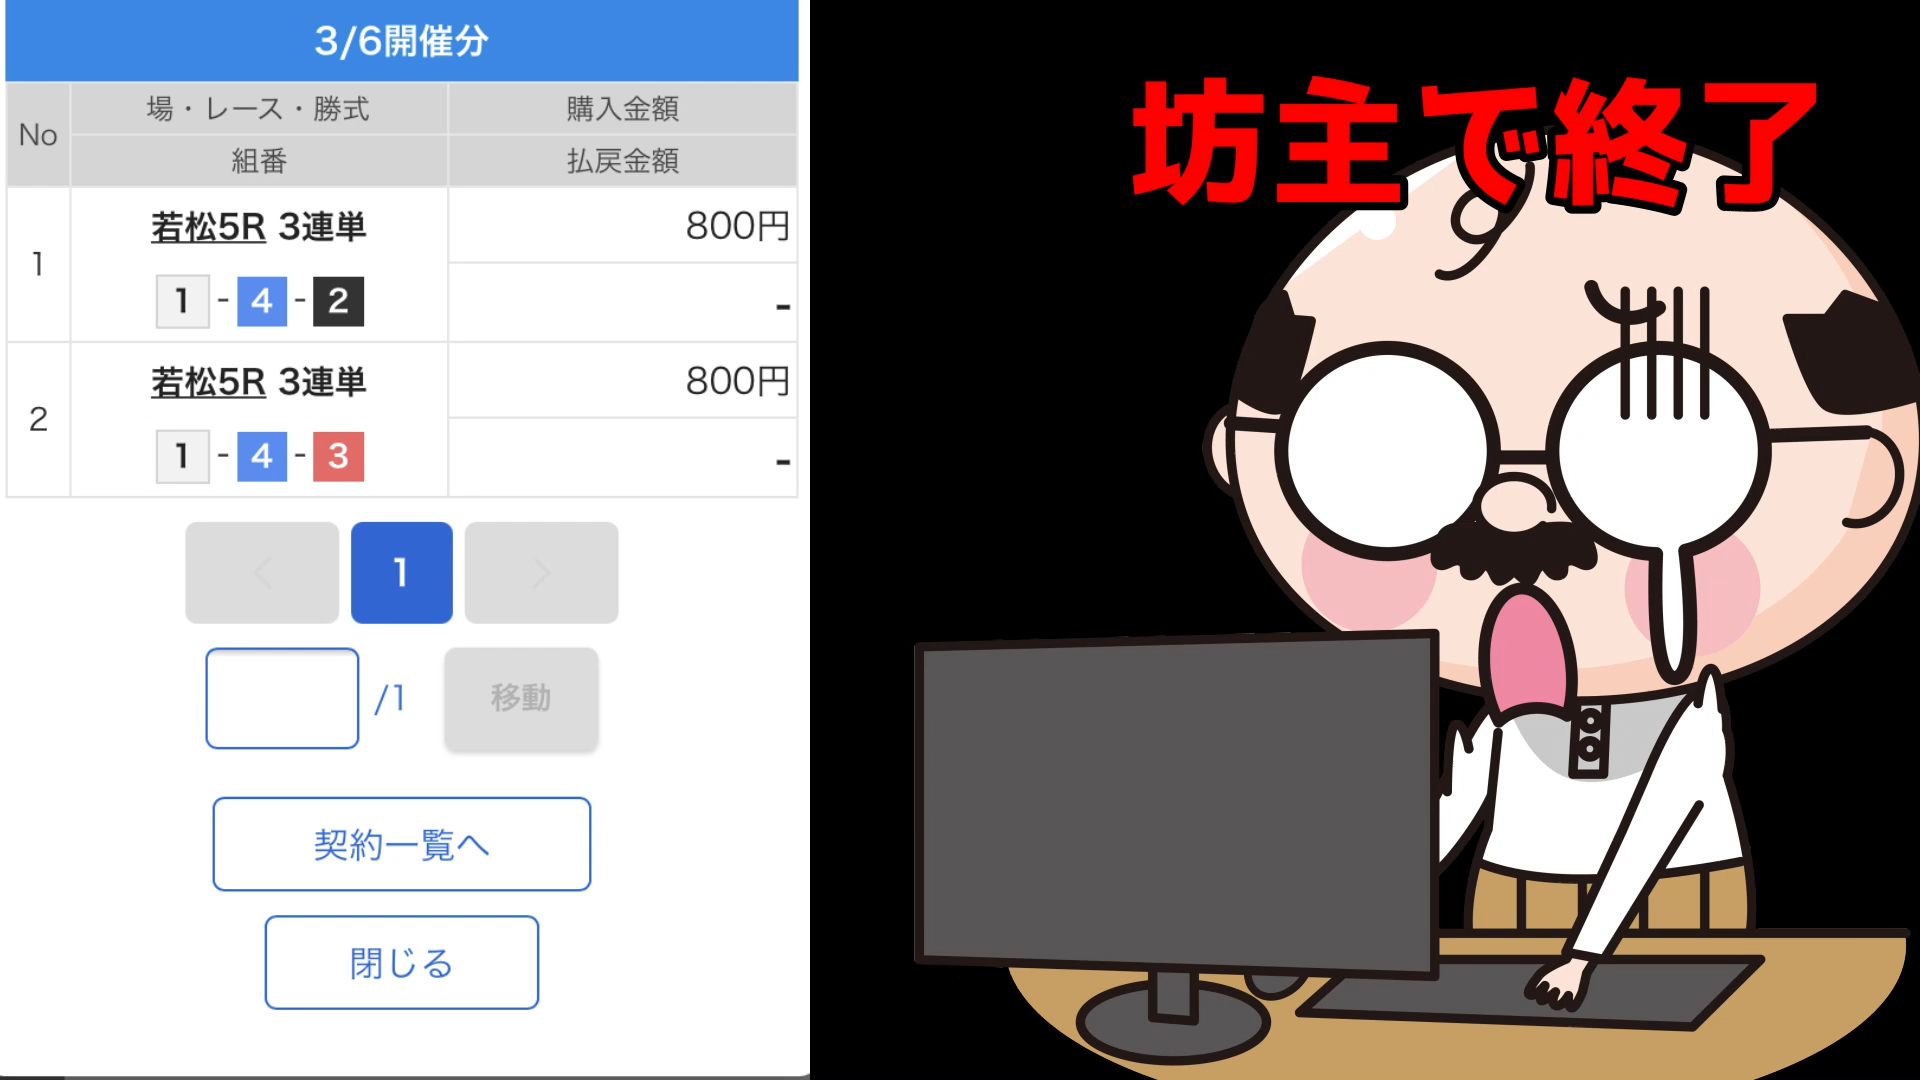 3/6開催分
No
場・レース・勝式
購入金額
組番
払戻金額
1
若松5R 3連単
800円
1-4-2
-
2
若松5R 3連単
800円
1-4-3
-
<
1
>
/1
移動
契約一覧へ
閉じる
坊主で終了